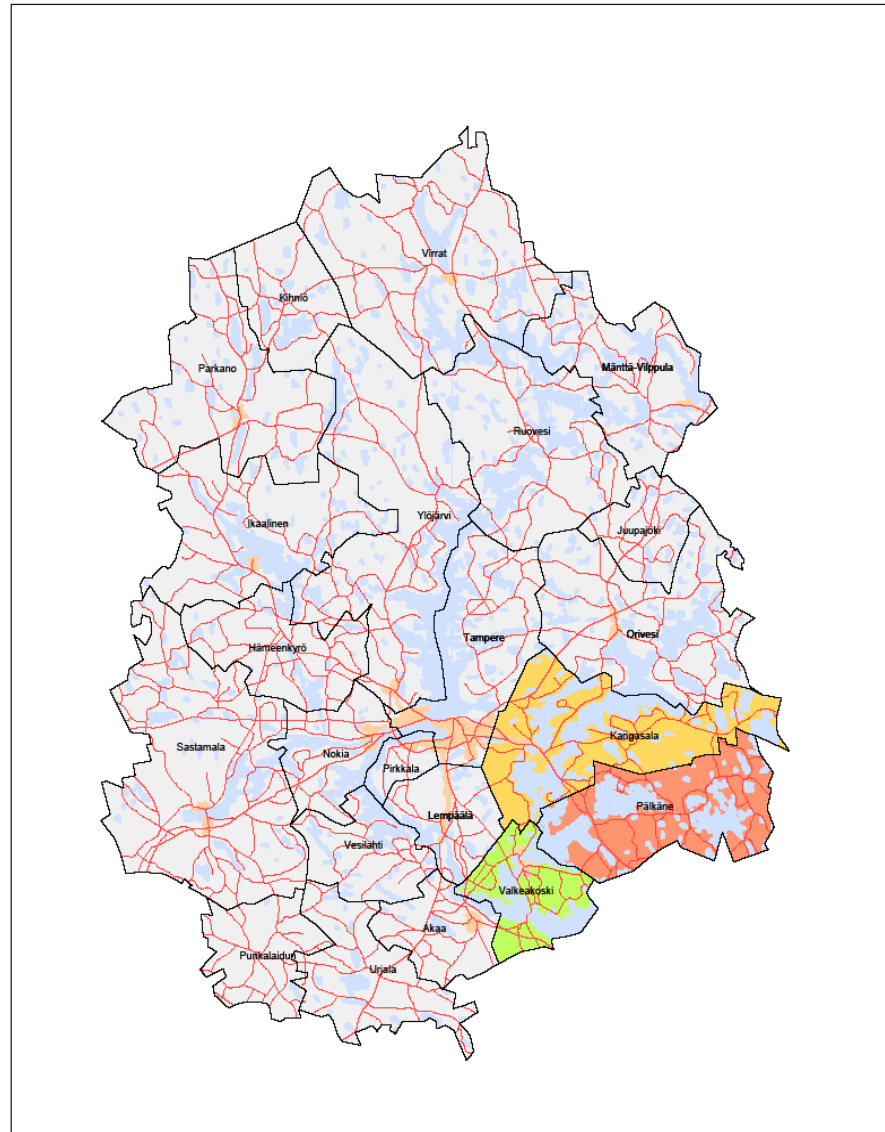 Virrat
Kihniö
Parkano
Mänttä-Vilppula
Ruovesi
Ikaalinen
Ylöjärvi
Juupajoki
Tampere
Orivesi
Hämeenkyrö
Kangasala
Sastamala
Nokia
Pirkkala
Pälkäne
Lempäälä
Vesilahti
Valkeakoski
Akaa
Punkalaidun
Urjala